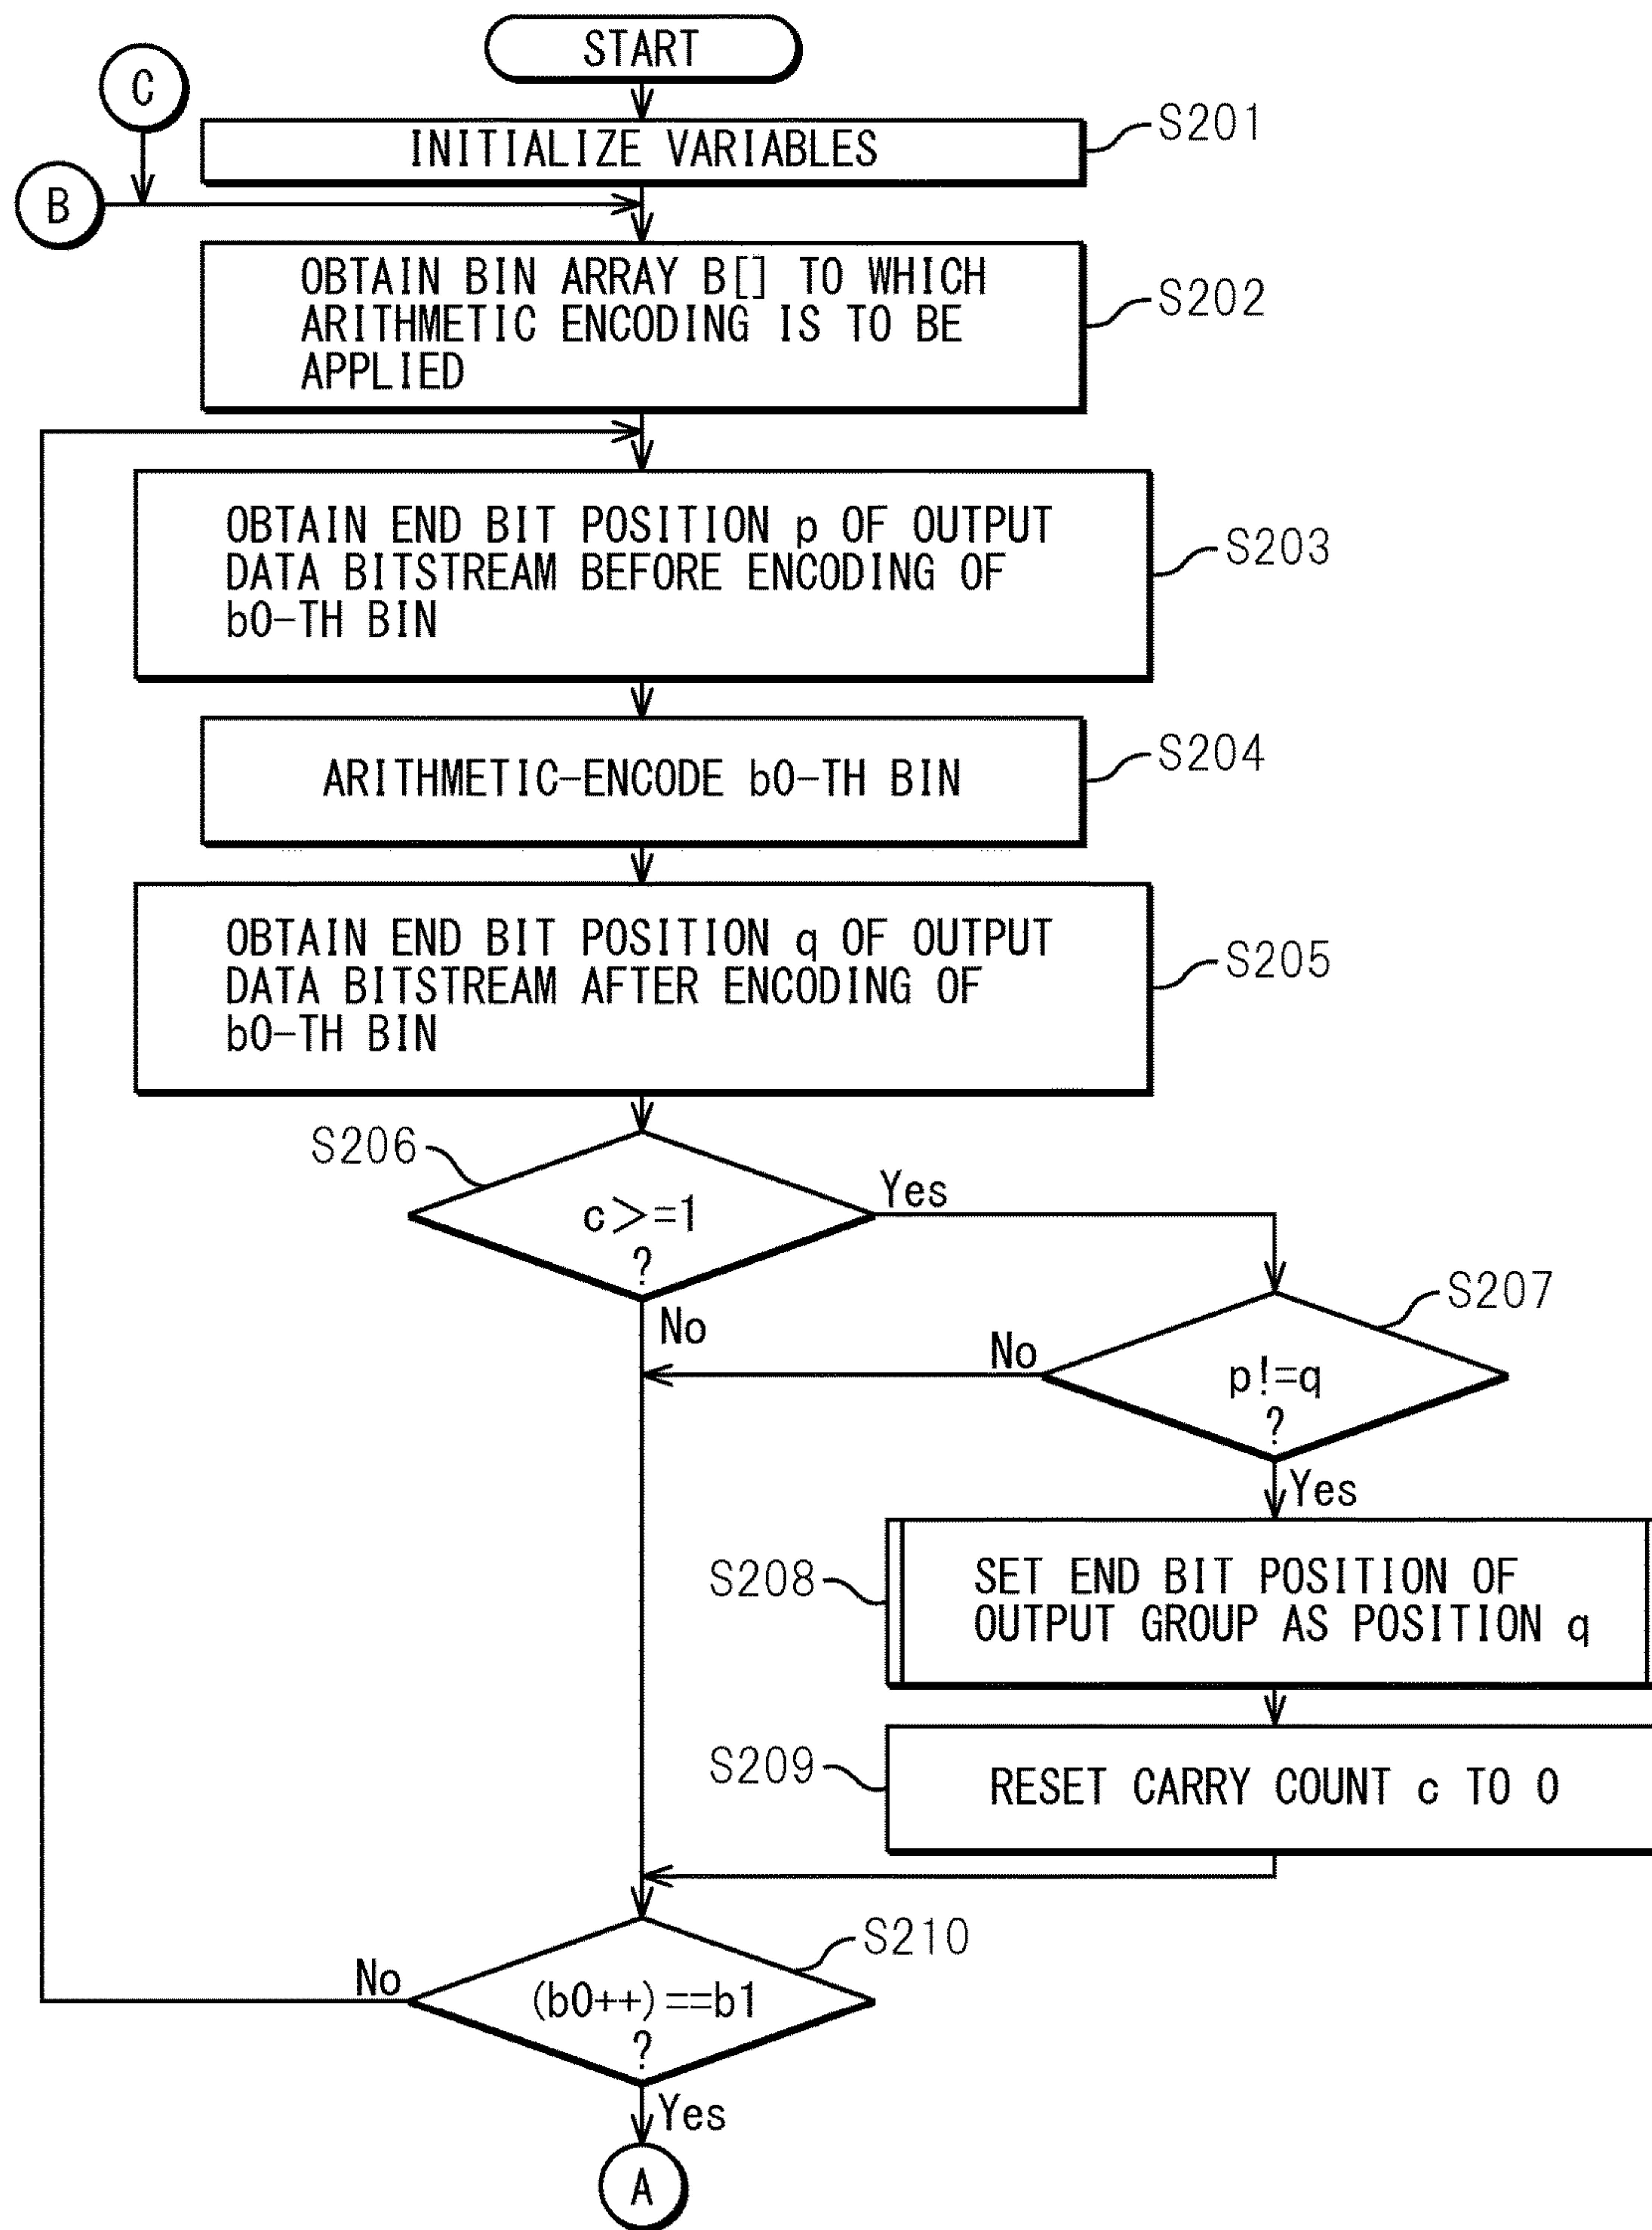 START
C
S201
INITIALIZE VARIABLES
B
OBTAIN BIN ARRAY B[] TO WHICH
ARITHMETIC ENCODING IS TO BE
APPLIED
S202
OBTAIN END BIT POSITION p OF OUTPUT
DATA BITSTREAM BEFORE ENCODING OF
b0-TH BIN
S203
ARITHMETIC-ENCODE b0-TH BIN
S204
OBTAIN END BIT POSITION q OF OUTPUT
DATA BITSTREAM AFTER ENCODING OF
b0-TH BIN
S205
S206
c>=1
?
Yes
No
S207
p!=q
?
No
Yes
S208
SET END BIT POSITION OF
OUTPUT GROUP AS POSITION q
S209
RESET CARRY COUNT c TO 0
S210
(b0++)==b1
?
No
Yes
A